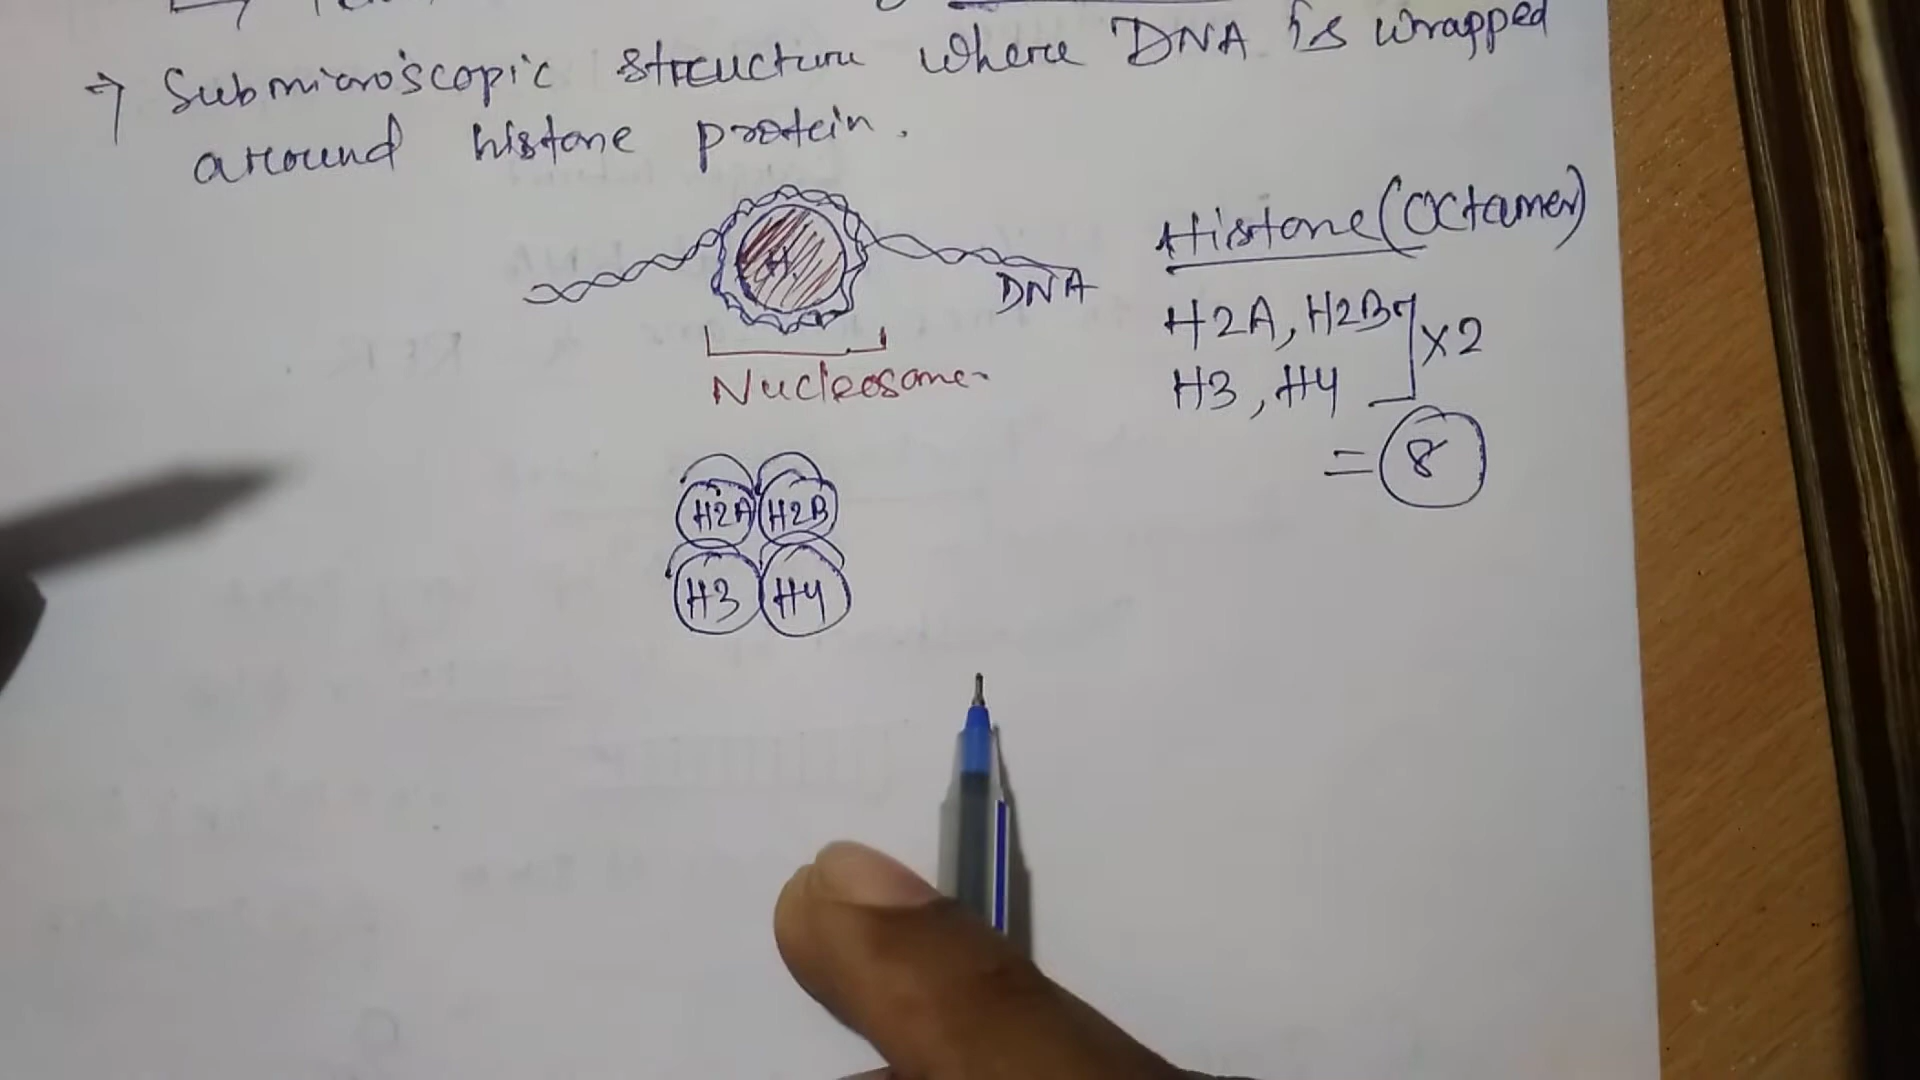 → Submicroscopic structure where DNA is wrapped
around histone protein.
H
DNA
Nucleosome
Histone (Octamer)
H2A, H2B ] x2
H3, H4
= 8
H2A H2B
H3 H4